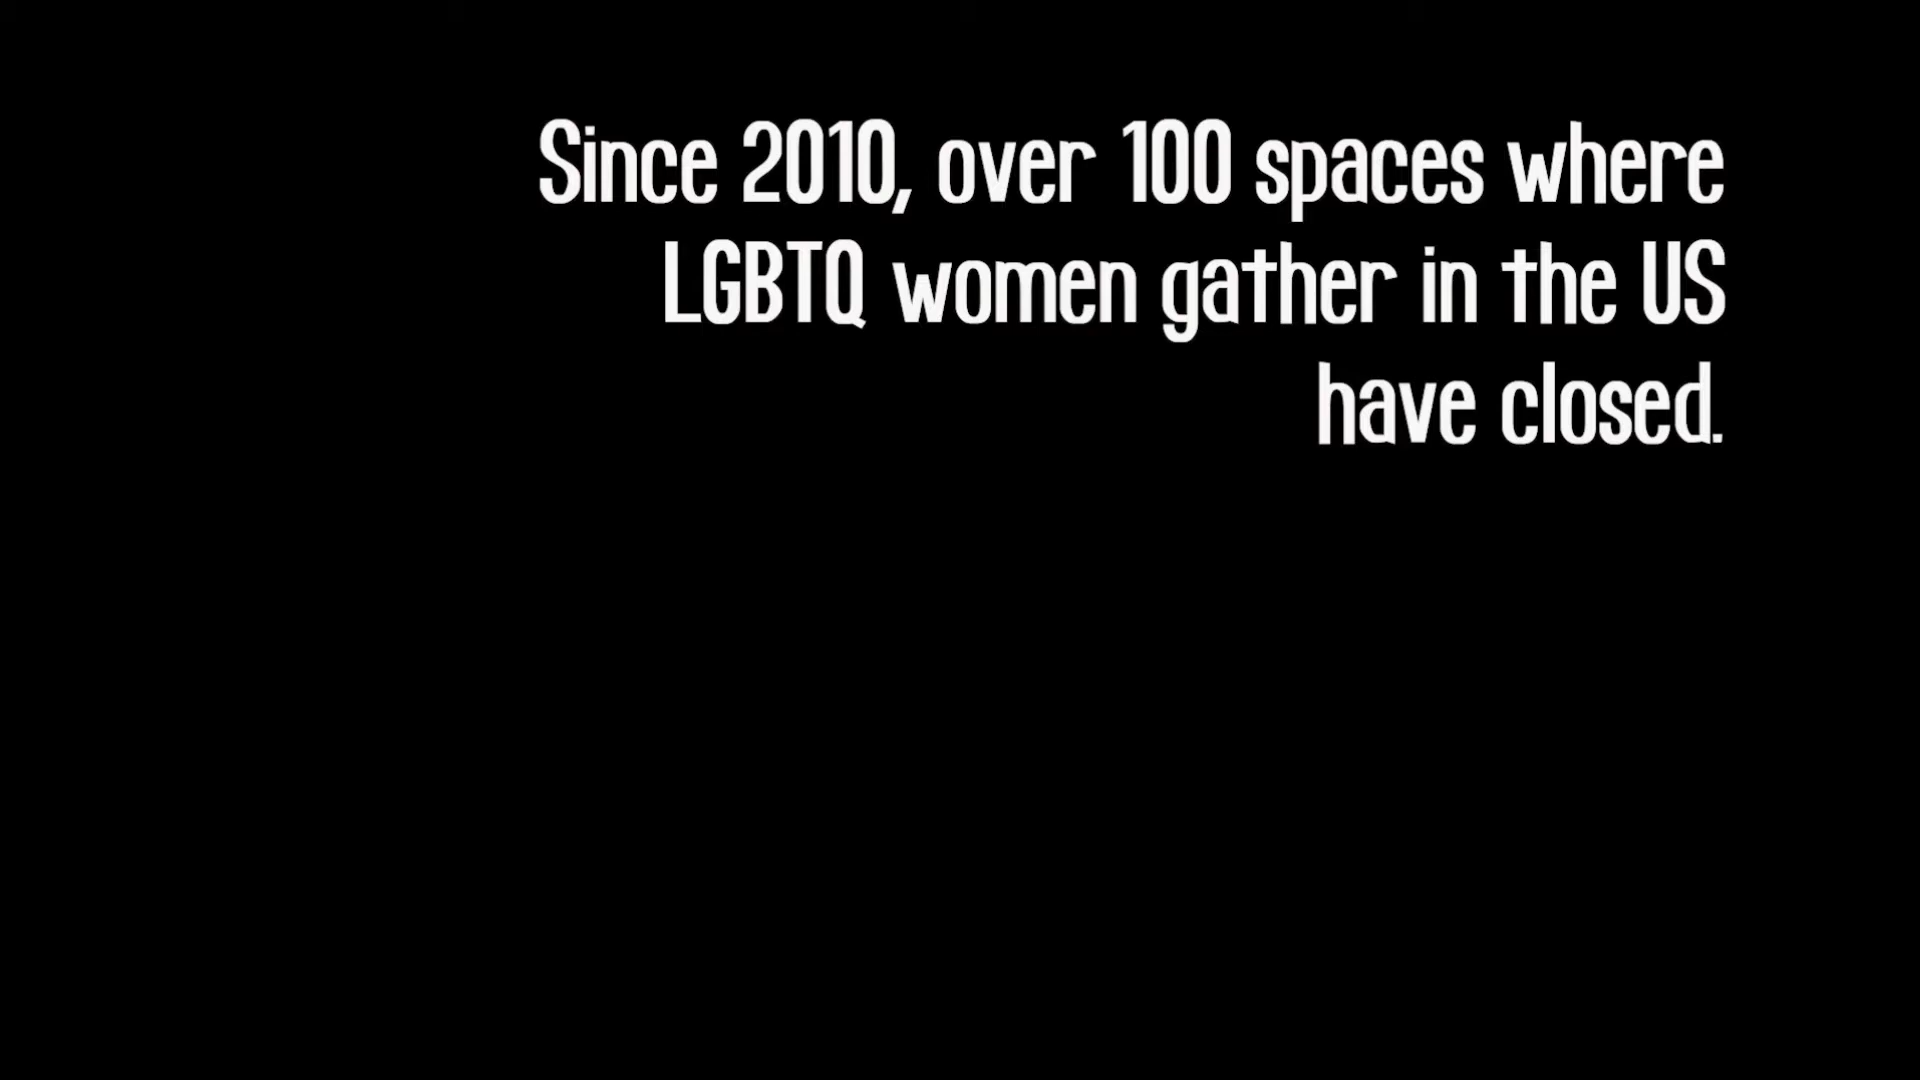 Since 2010, over 100 spaces where
LGBTQ women gather in the US
have closed.